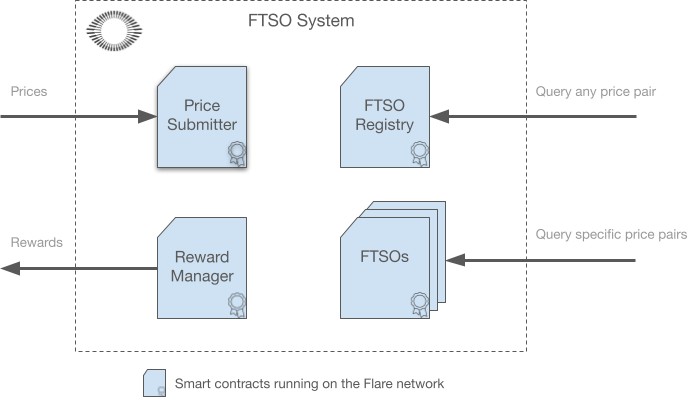 FTSO System
Prices
Price
Submitter
FTSO
Registry
Query any price pair
Rewards
Reward
Manager
FTSOs
Query specific price pairs
Smart contracts running on the Flare network